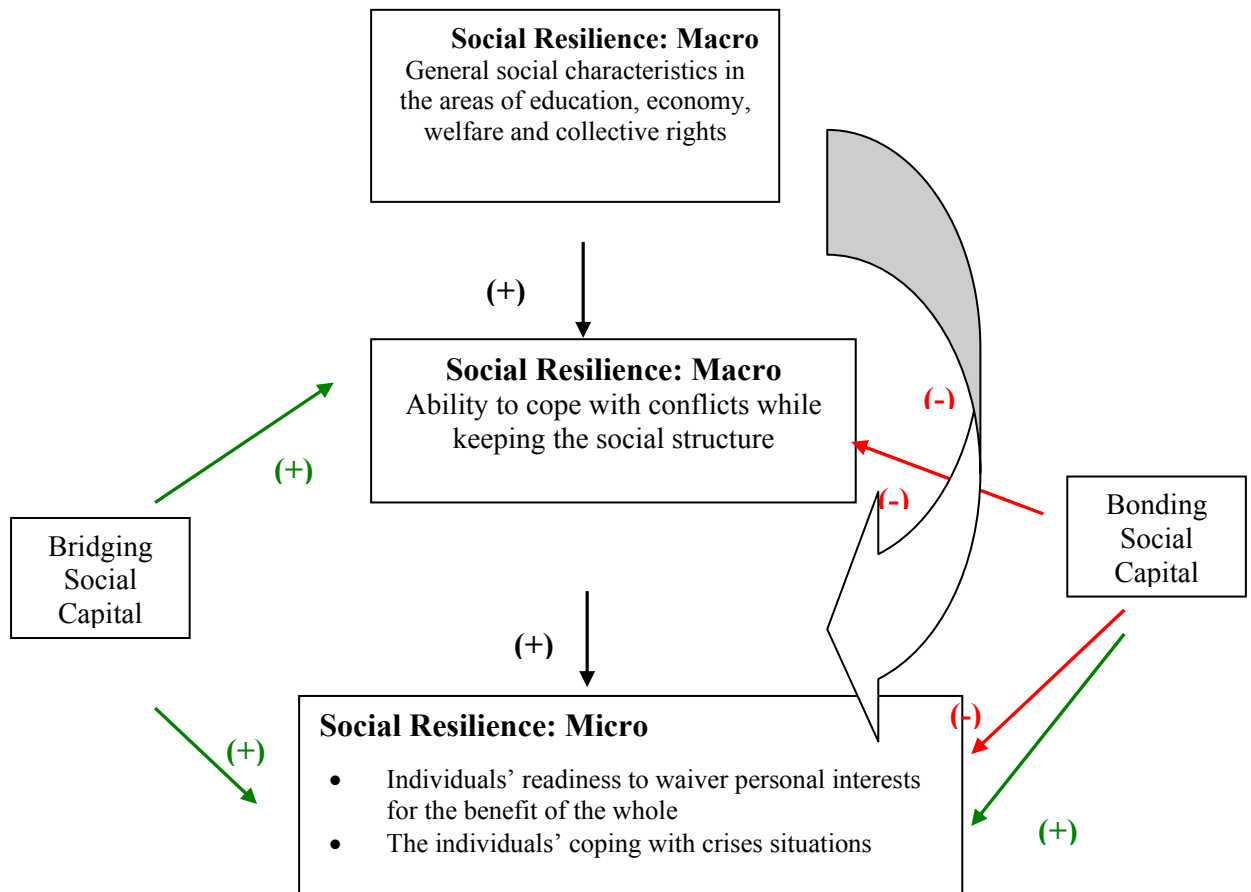 Social Resilience: Macro
General social characteristics in
the areas of education, economy,
welfare and collective rights
(+)
Social Resilience: Macro
Ability to cope with conflicts while
keeping the social structure
(-)
(+)
(-)
Bridging
Social
Capital
Bonding
Social
Capital
(+)
(+)
(-)
Social Resilience: Micro
• Individuals’ readiness to waiver personal interests
for the benefit of the whole
• The individuals’ coping with crises situations
(+)